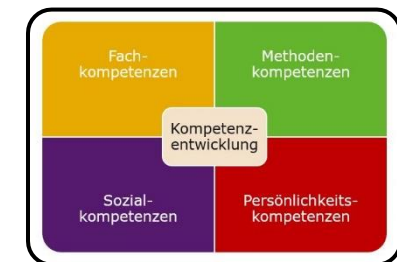 Fach-
kompetenzen
Methoden-
kompetenzen
Kompetenz-
entwicklung
Sozial-
kompetenzen
Persönlichkeits-
kompetenzen